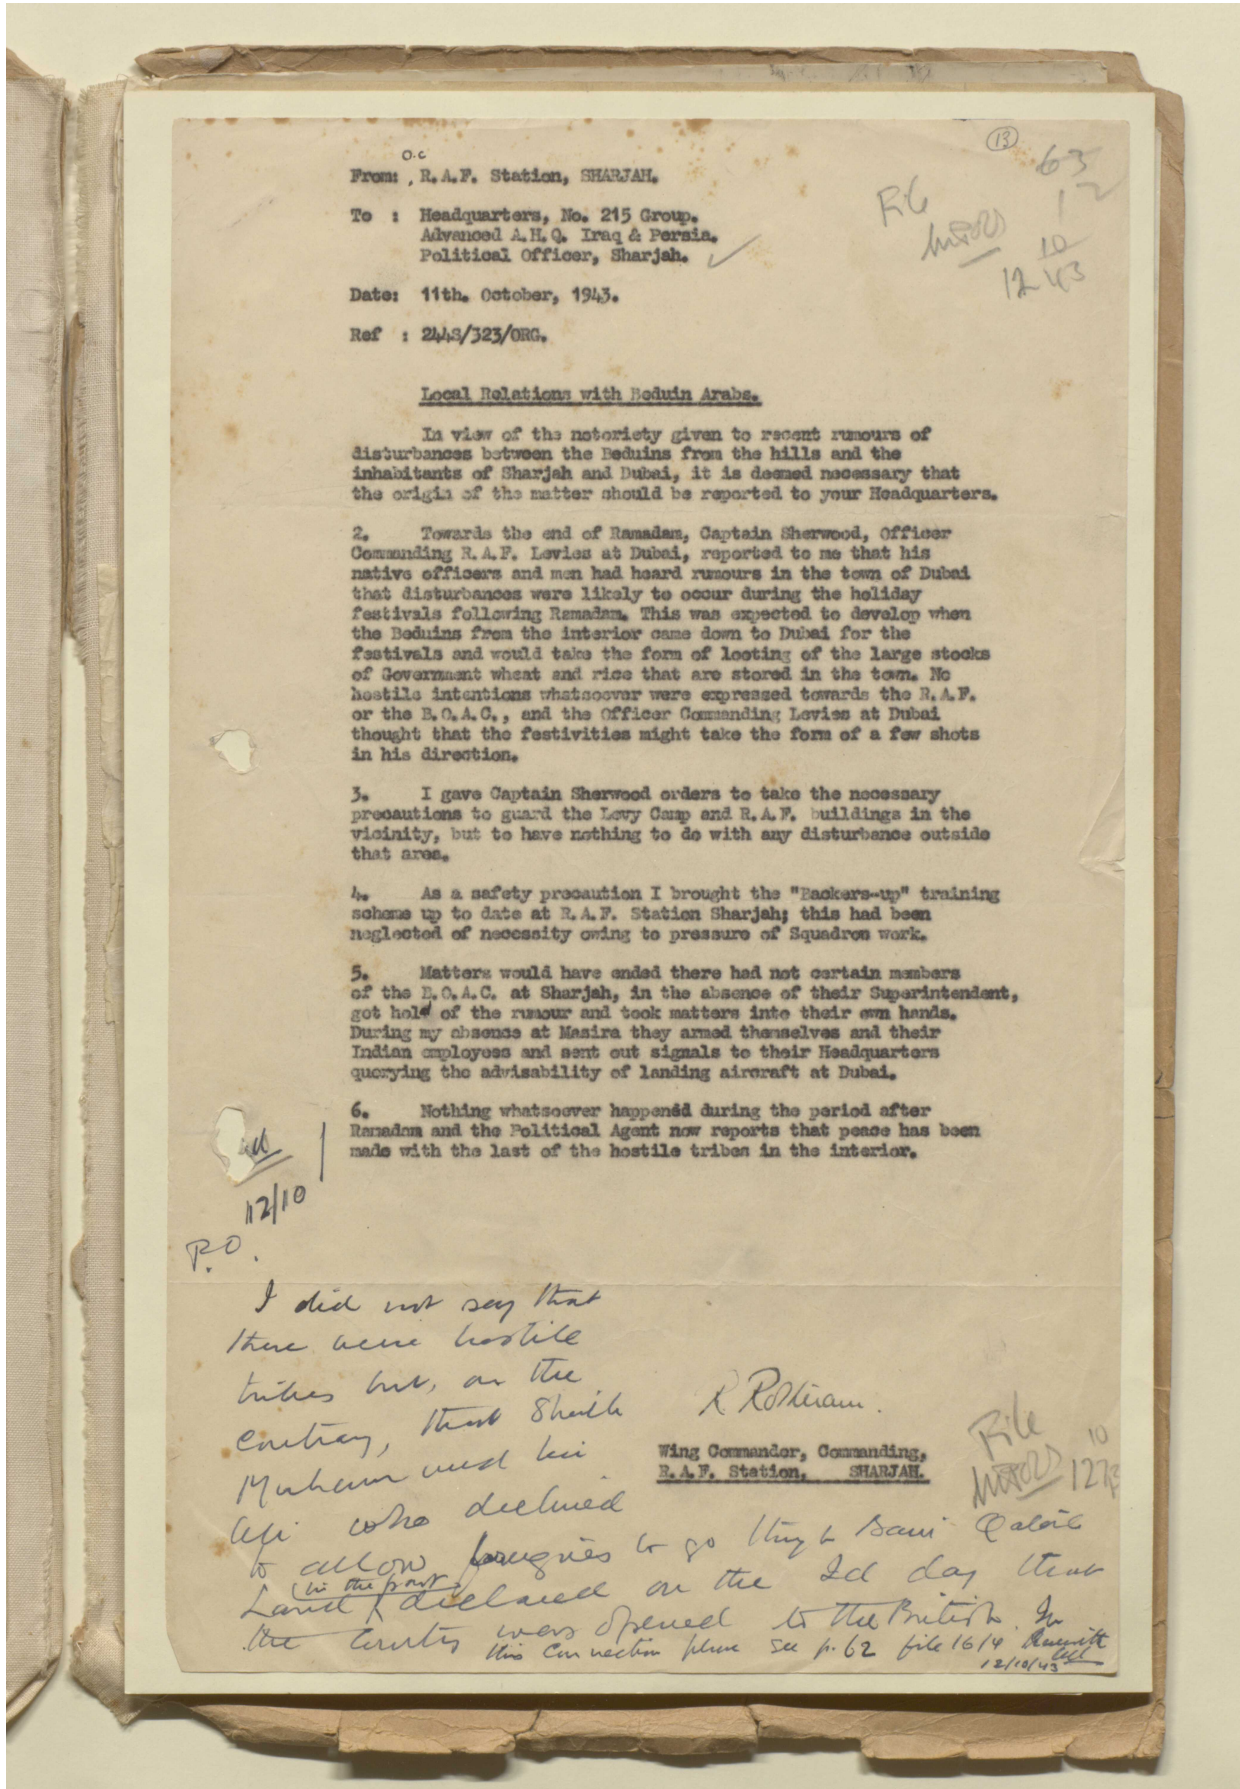 13
63
12
File
10
12 43
O.C
From: , R.A.F. Station, SHARJAH.
To : Headquarters, No. 215 Group.
Advanced A.H.Q. Iraq & Persia.
Political Officer, Sharjah.
Date: 11th. October, 1943.
Ref : 244S/323/ORG.
Local Relations with Beduin Arabs.
In view of the notoriety given to recent rumours of
disturbances between the Beduins from the hills and the
inhabitants of Sharjah and Dubai, it is deemed necessary that
the origin of the matter should be reported to your Headquarters.
2. Towards the end of Ramadam, Captain Sherwood, Officer
Commanding R.A.F. Levies at Dubai, reported to me that his
native officers and men had heard rumours in the town of Dubai
that disturbances were likely to occur during the holiday
festivals following Ramadam. This was expected to develop when
the Beduins from the interior came down to Dubai for the
festivals and would take the form of looting of the large stocks
of Government wheat and rice that are stored in the town. No
hostile intentions whatsoever were expressed towards the R.A.F.
or the B.O.A.C., and the Officer Commanding Levies at Dubai
thought that the festivities might take the form of a few shots
in his direction.
3. I gave Captain Sherwood orders to take the necessary
precautions to guard the Levy Camp and R.A.F. buildings in the
vicinity, but to have nothing to do with any disturbance outside
that area.
4. As a safety precaution I brought the "Backers-up" training
scheme up to date at R.A.F. Station Sharjah; this had been
neglected of necessity owing to pressure of Squadron work.
5. Matters would have ended there had not certain members
of the B.O.A.C. at Sharjah, in the absence of their Superintendent,
got hold of the rumour and took matters into their own hands.
During my absence at Masira they armed themselves and their
Indian employees and sent out signals to their Headquarters
querying the advisability of landing aircraft at Dubai.
6. Nothing whatsoever happened during the period after
Ramadam and the Political Agent now reports that peace has been
made with the last of the hostile tribes in the interior.
12/10
P.O.
I did not say that
there were hostile
tribes but, on the
contrary, that Shaikh
who declined
to allow to go
(in the past)
declared on the Id day that
the was opened to the British. In
this connection please see p. 62 file 16/4
12/10/43
Wing Commander, Commanding,
R.A.F. Station, SHARJAH.
File
10